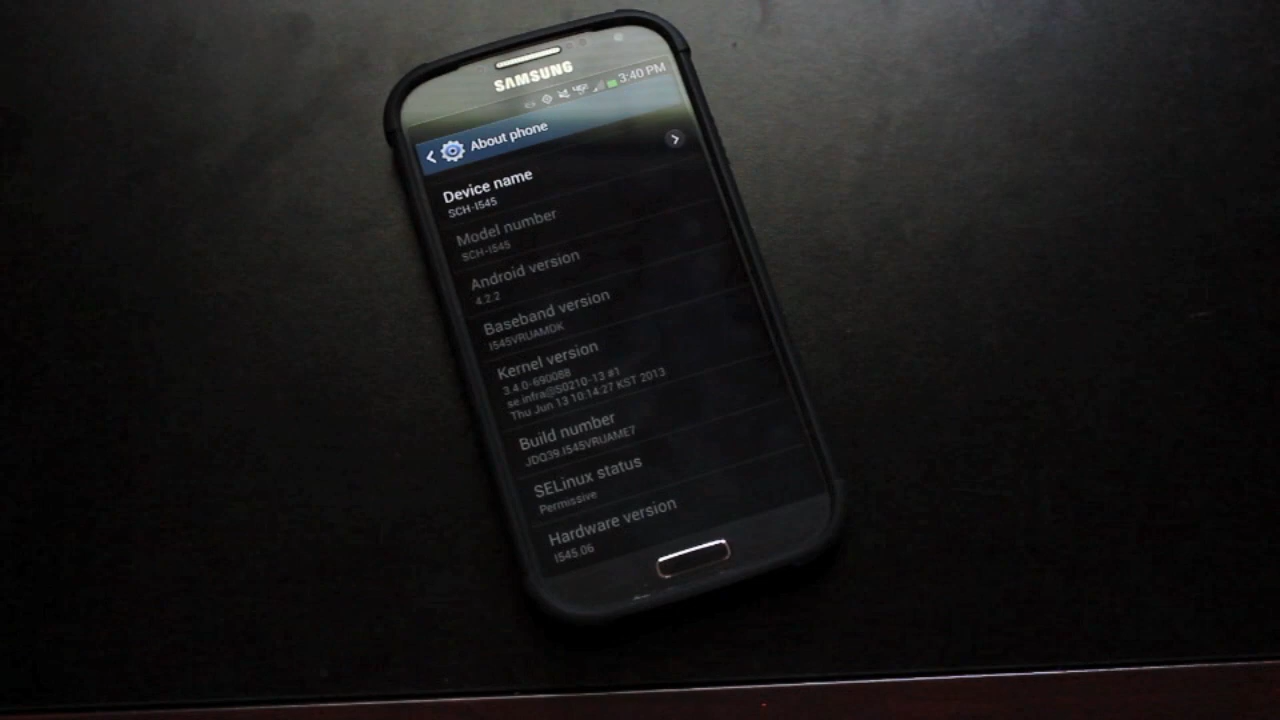 SAMSUNG
3:40 PM
About phone
Device name
SCH-I545
Model number
SCH-I545
Android version
4.2.2
Baseband version
I545VRUAMDK
Kernel version
3.4.0-690088
se.infra@S0210-13 #1
Thu Jun 13 10:14:27 KST 2013
Build number
JDQ39.I545VRUAME7
SELinux status
Permissive
Hardware version
I545.06